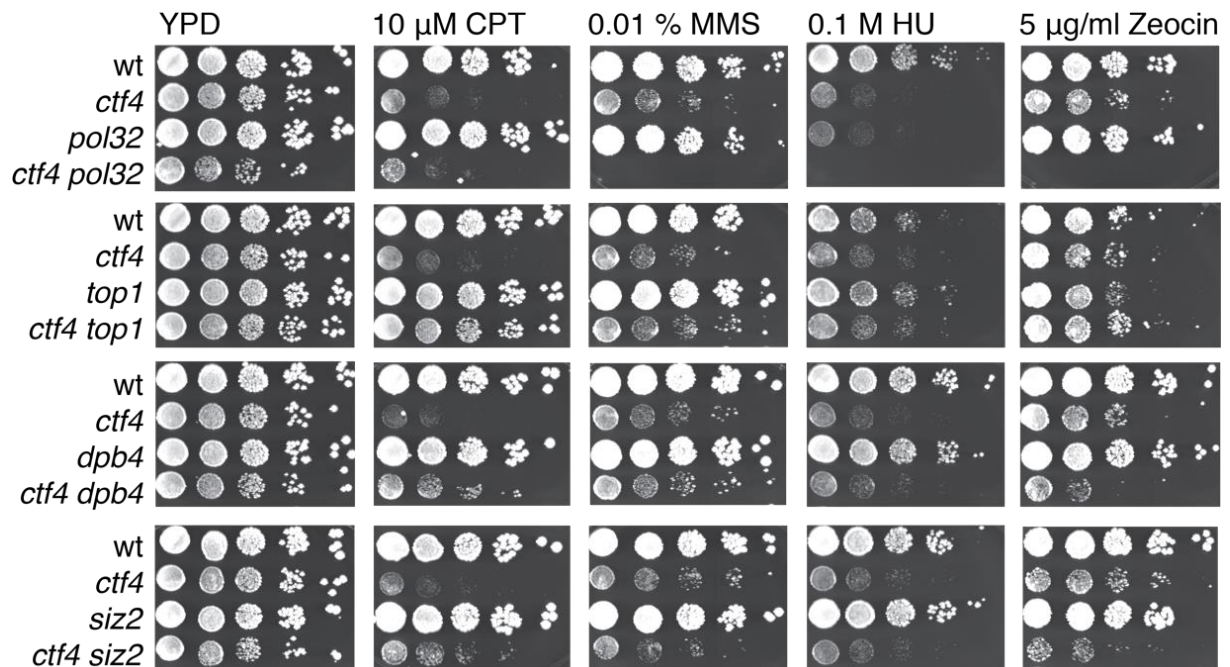 YPD 10 µM CPT 0.01 % MMS 0.1 M HU 5 µg/ml Zeocin
wt
ctf4
pol32
ctf4 pol32
wt
ctf4
top1
ctf4 top1
wt
ctf4
dpb4
ctf4 dpb4
wt
ctf4
siz2
ctf4 siz2